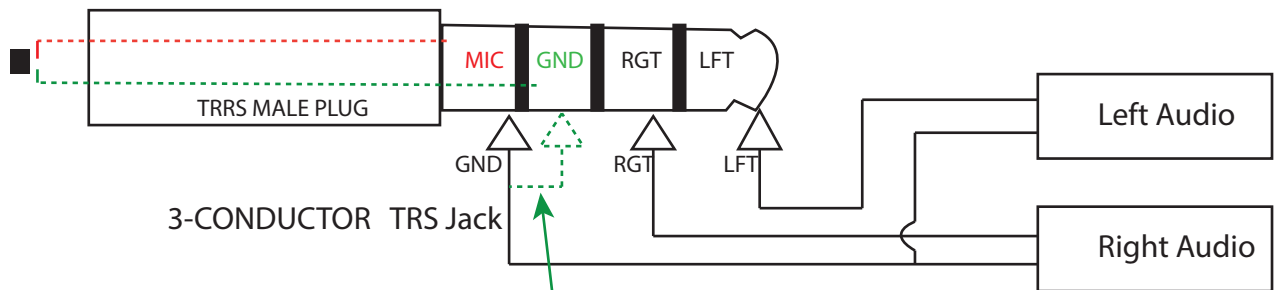 MIC GND RGT LFT
TRRS MALE PLUG
Left Audio
GND RGT LFT
3-CONDUCTOR TRS Jack
Right Audio